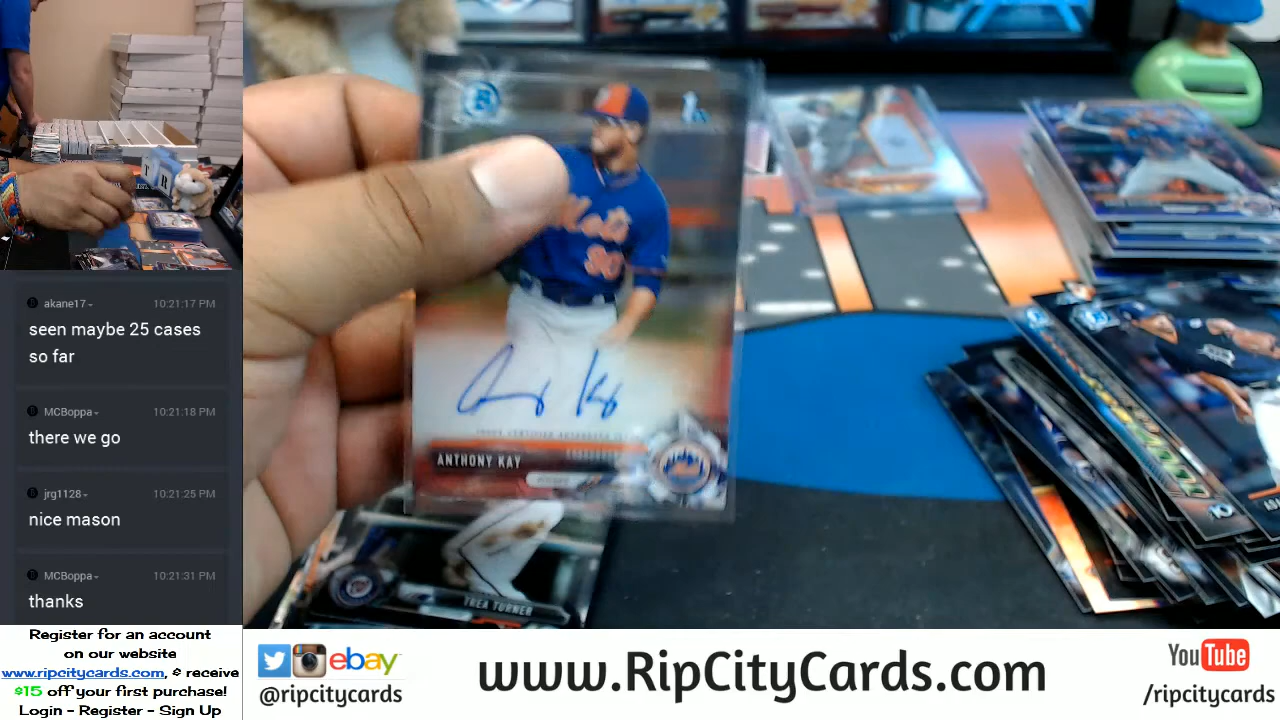 akane17
10:21:17 PM
seen maybe 25 cases
so far
MCBoppa
10:21:18 PM
there we go
jrg1128
10:21:25 PM
nice mason
MCBoppa
10:21:31 PM
thanks
Register for an account
on our website
www.ripcitycards.com, & receive
$15 off your first purchase!
Login - Register - Sign Up
B
1st
Mets
ANTHONY KAY
Mets
TREA TURNER
ebay
@ripcitycards
www.RipCityCards.com
YouTube
/ripcitycards